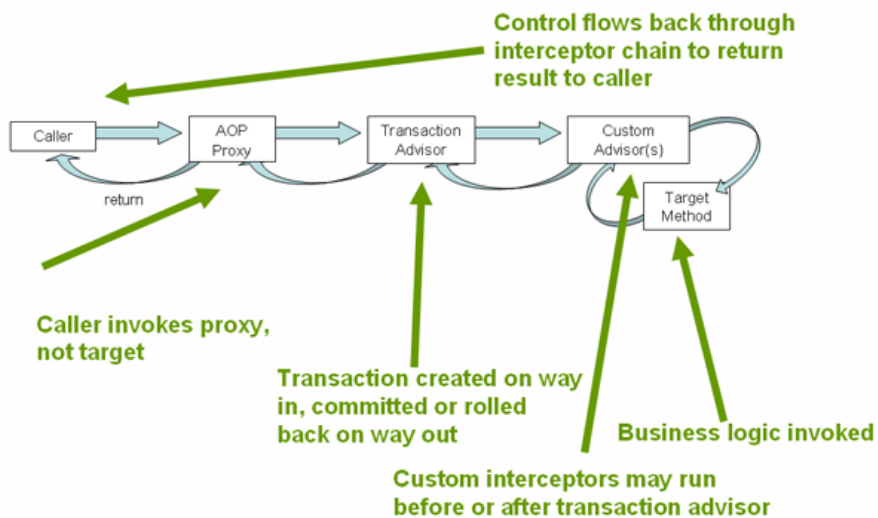 Control flows back through
interceptor chain to return
result to caller
Caller
AOP
Proxy
Transaction
Advisor
Custom
Advisor(s)
return
Target
Method
Caller invokes proxy,
not target
Transaction created on way
in, committed or rolled
back on way out
Business logic invoked
Custom interceptors may run
before or after transaction advisor